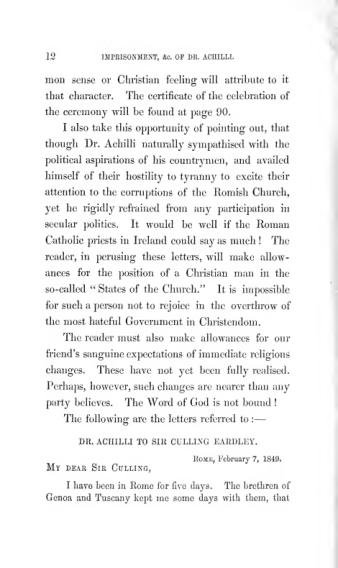 12 IMPRISONMENT, &c. OF DR. ACHILLI.
mon sense or Christian feeling will attribute to it
that character. The certificate of the celebration of
the ceremony will be found at page 90.
I also take this opportunity of pointing out, that
though Dr. Achilli naturally sympathised with the
political aspirations of his countrymen, and availed
himself of their hostility to tyranny to excite their
attention to the corruptions of the Romish Church,
yet he rigidly refrained from any participation in
secular politics. It would be well if the Roman
Catholic priests in Ireland could say as much! The
reader, in perusing these letters, will make allow-
ances for the position of a Christian man in the
so-called “States of the Church.” It is impossible
for such a person not to rejoice in the overthrow of
the most hateful Government in Christendom.
The reader must also make allowances for our
friend's sanguine expectations of immediate religious
changes. These have not yet been fully realised.
Perhaps, however, such changes are nearer than any
party believes. The Word of God is not bound!
The following are the letters referred to:—
DR. ACHILLI TO SIR CULLING EARDLEY.
Rome, February 7, 1849.
My dear Sir Culling,
I have been in Rome for five days. The brethren of
Genoa and Tuscany kept me some days with them, that